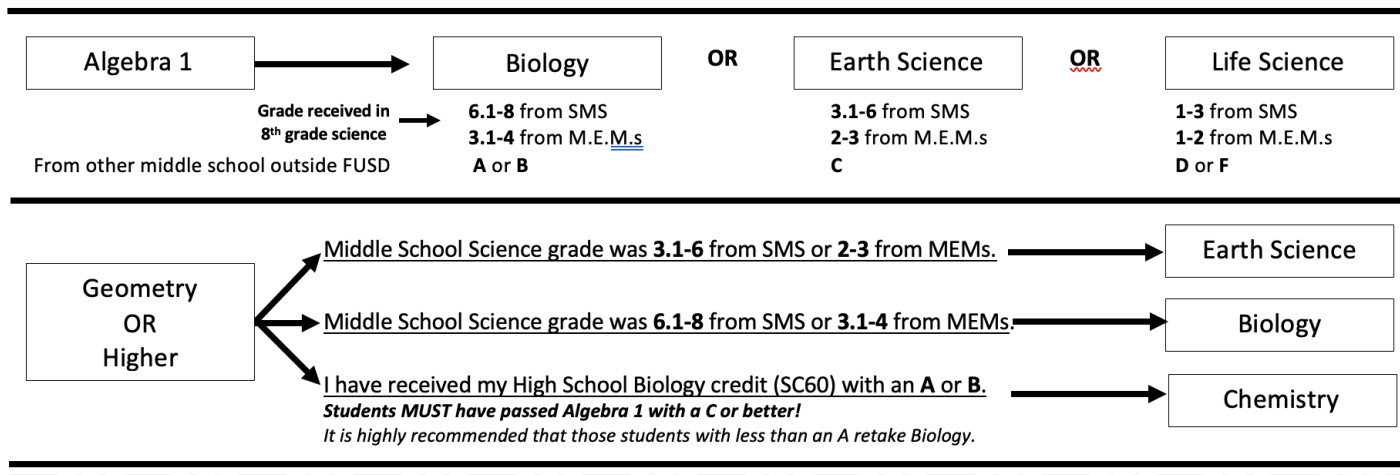 Algebra 1
Biology
OR
Earth Science
OR
Life Science
Grade received in
8th grade science
6.1-8 from SMS
3.1-6 from SMS
1-3 from SMS
3.1-4 from M.E.M.s
2-3 from M.E.M.s
1-2 from M.E.M.s
From other middle school outside FUSD
A or B
C
D or F
Geometry
OR
Higher
Middle School Science grade was 3.1-6 from SMS or 2-3 from MEMs.
Earth Science
Middle School Science grade was 6.1-8 from SMS or 3.1-4 from MEMs.
Biology
I have received my High School Biology credit (SC60) with an A or B.
Students MUST have passed Algebra 1 with a C or better!
It is highly recommended that those students with less than an A retake Biology.
Chemistry